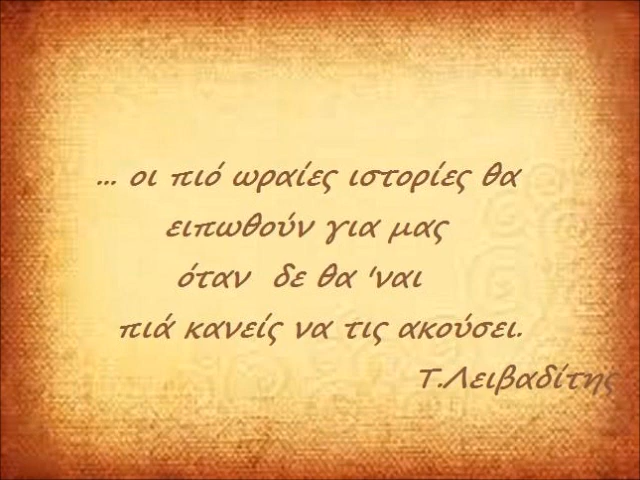 ... οι πιό ωραίες ιστορίες θα
ειπωθούν για μας
όταν δε θα 'ναι
πιά κανείς να τις ακούσει.
Τ.Λειβαδίτης